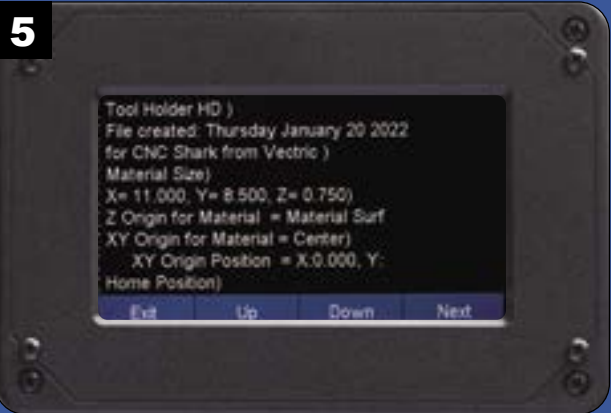 5
Tool Holder HD )
File created: Thursday January 20 2022
for CNC Shark from Vectric )
Material Size)
X= 11.000, Y= 8.500, Z= 0.750)
Z Origin for Material = Material Surf
XY Origin for Material = Center)
XY Origin Position = X:0.000, Y:
Home Position)
Exit Up Down Next